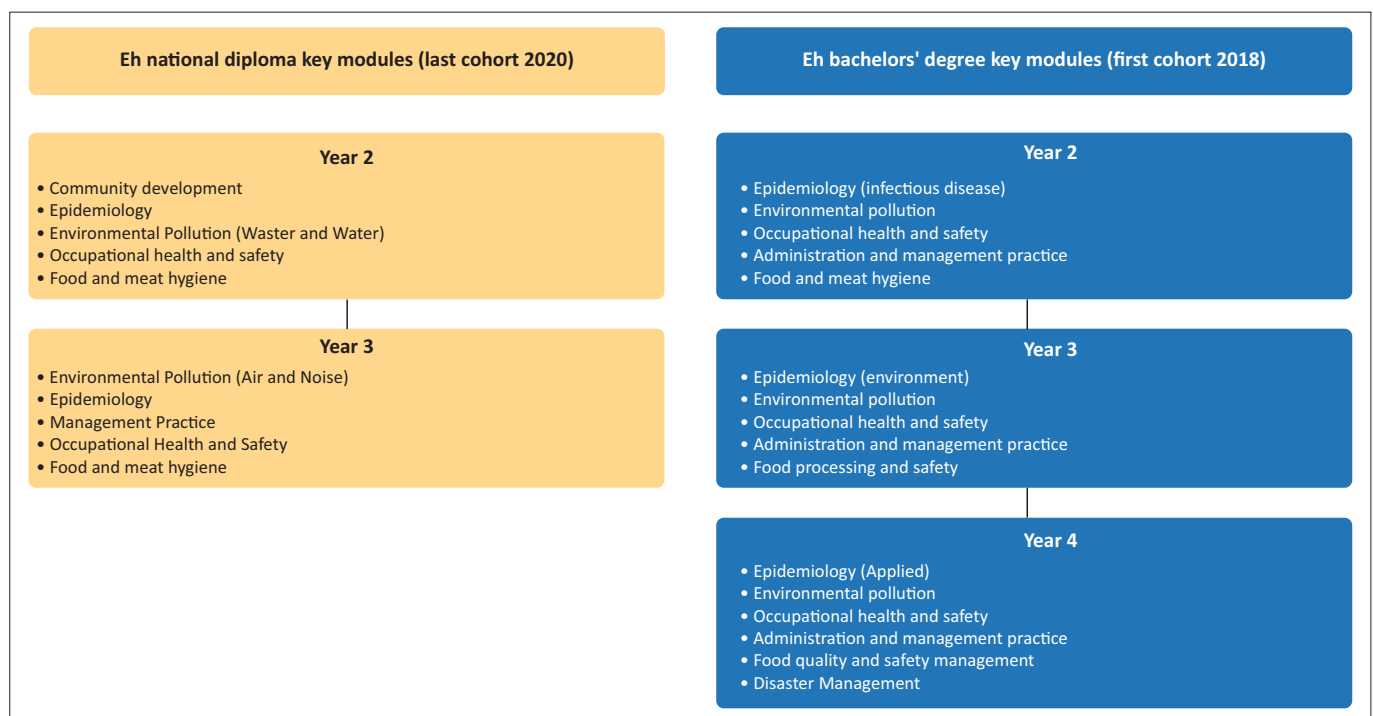 Eh national diploma key modules (last cohort 2020)
Year 2
• Community development
• Epidemiology
• Environmental Pollution (Waster and Water)
• Occupational health and safety
• Food and meat hygiene
Year 3
• Environmental Pollution (Air and Noise)
• Epidemiology
• Management Practice
• Occupational Health and Safety
• Food and meat hygiene
Eh bachelors' degree key modules (first cohort 2018)
Year 2
• Epidemiology (infectious disease)
• Environmental pollution
• Occupational health and safety
• Administration and management practice
• Food and meat hygiene
Year 3
• Epidemiology (environment)
• Environmental pollution
• Occupational health and safety
• Administration and management practice
• Food processing and safety
Year 4
• Epidemiology (Applied)
• Environmental pollution
• Occupational health and safety
• Administration and management practice
• Food quality and safety management
• Disaster Management